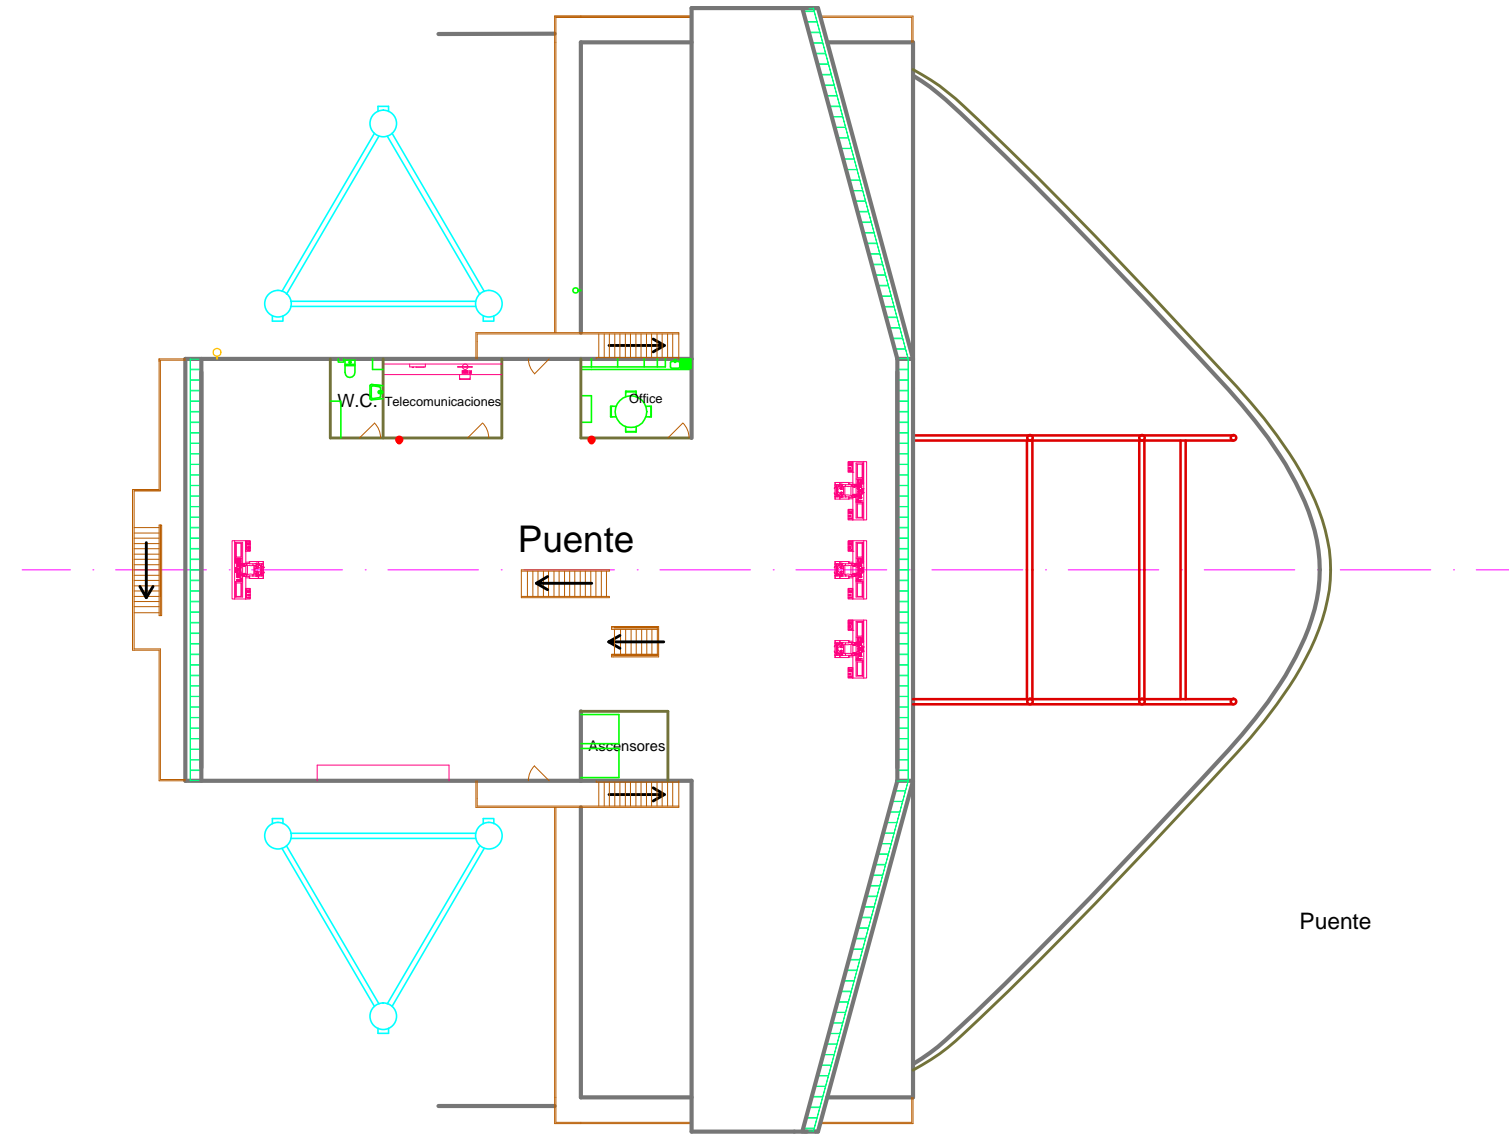 W.C.
Telecomunicaciones
Office
Puente
Ascensores
Puente